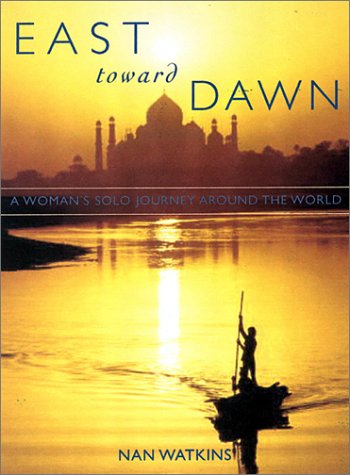 EAST
toward
DAWN
A WOMAN'S SOLO JOURNEY AROUND THE WORLD
NAN WATKINS